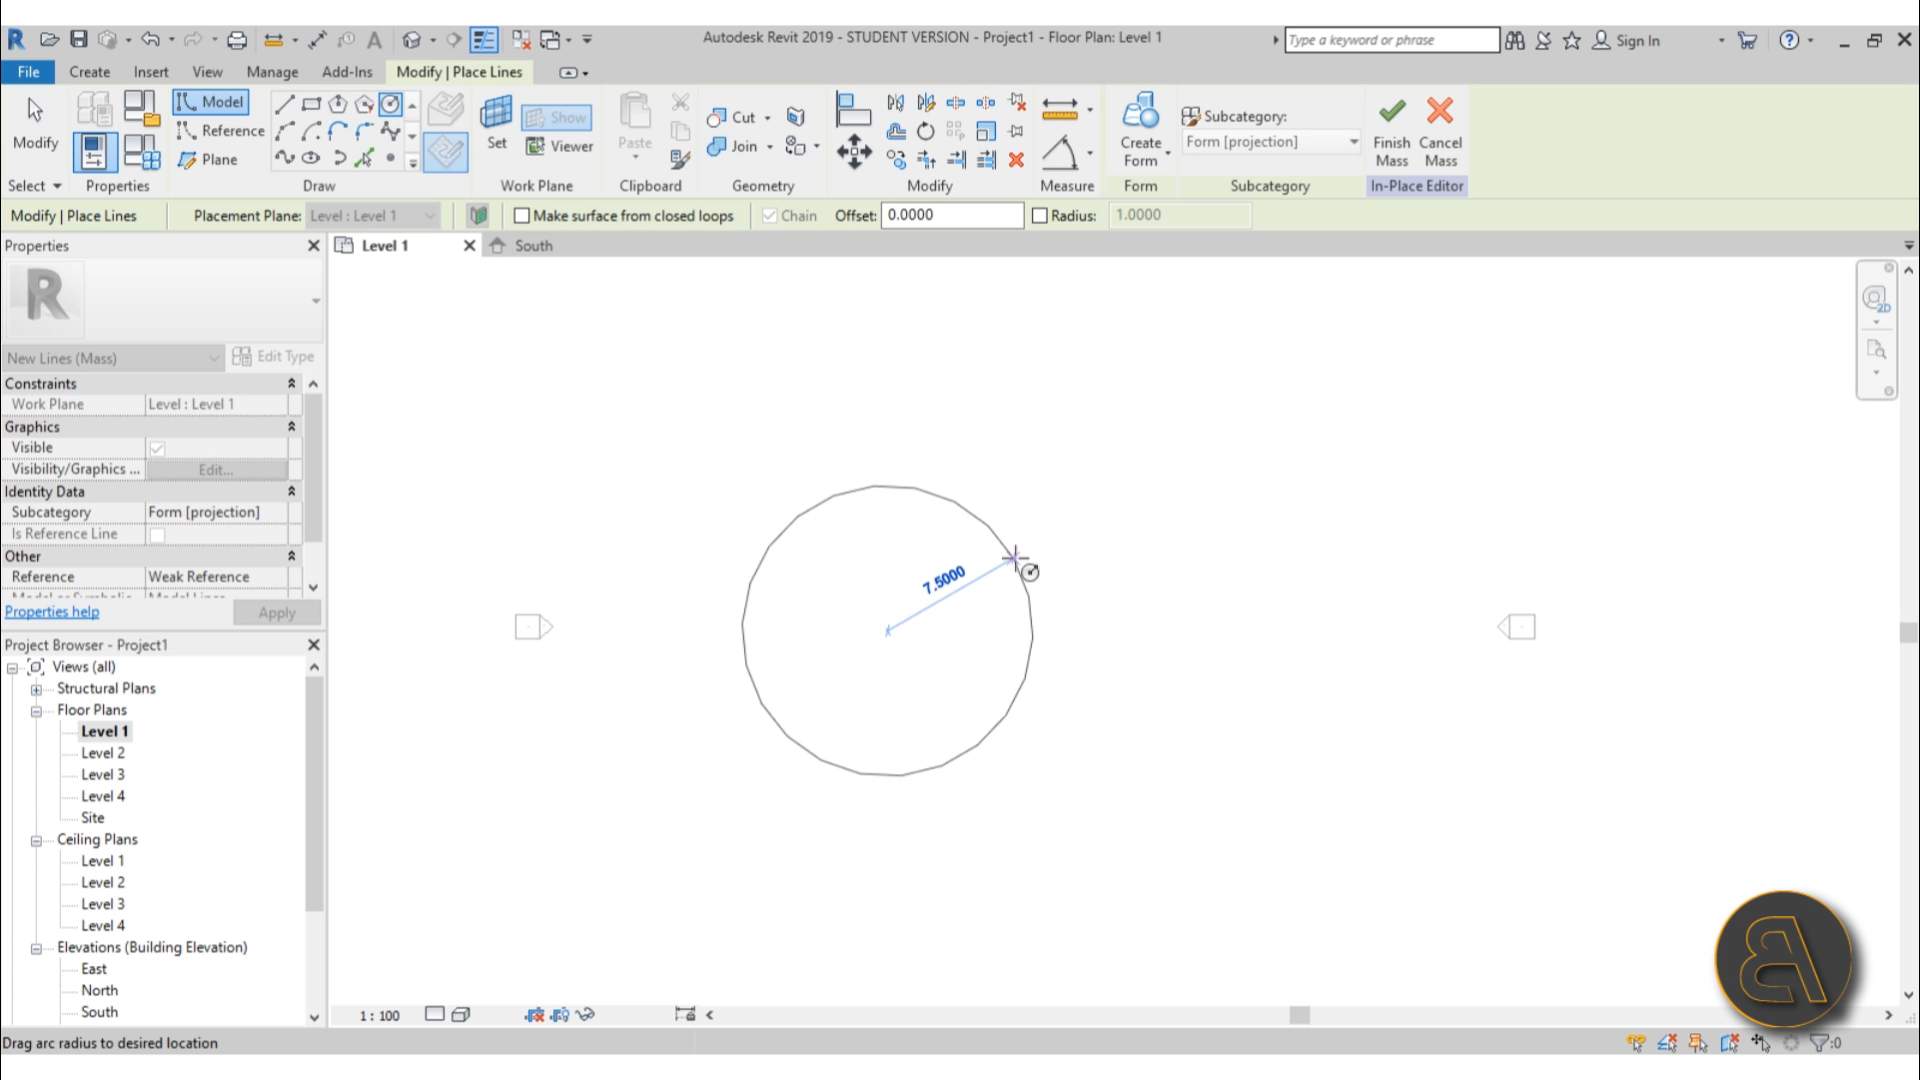 Autodesk Revit 2019 - STUDENT VERSION - Project1 - Floor Plan: Level 1
Type a keyword or phrase
Sign In
File Create Insert View Manage Add-Ins Modify | Place Lines
Modify
Model
Reference
Plane
Set
Show
Viewer
Paste
Cut
Join
Create
Form
Subcategory:
Form [projection]
Finish
Mass
Cancel
Mass
Select Properties Draw Work Plane Clipboard Geometry Modify Measure Form Subcategory In-Place Editor
Modify | Place Lines Placement Plane: Level : Level 1 Make surface from closed loops Chain Offset: 0.0000 Radius: 1.0000
Properties
Level 1 South
R
2D
New Lines (Mass) Edit Type
Constraints
Work Plane Level : Level 1
Graphics
Visible
Visibility/Graphics ... Edit...
Identity Data
Subcategory Form [projection]
Is Reference Line
Other
Reference Weak Reference
Properties help Apply
7.5000
Project Browser - Project1
Views (all)
Structural Plans
Floor Plans
Level 1
Level 2
Level 3
Level 4
Site
Ceiling Plans
Level 1
Level 2
Level 3
Level 4
Elevations (Building Elevation)
East
North
South
1 : 100
Drag arc radius to desired location
:0